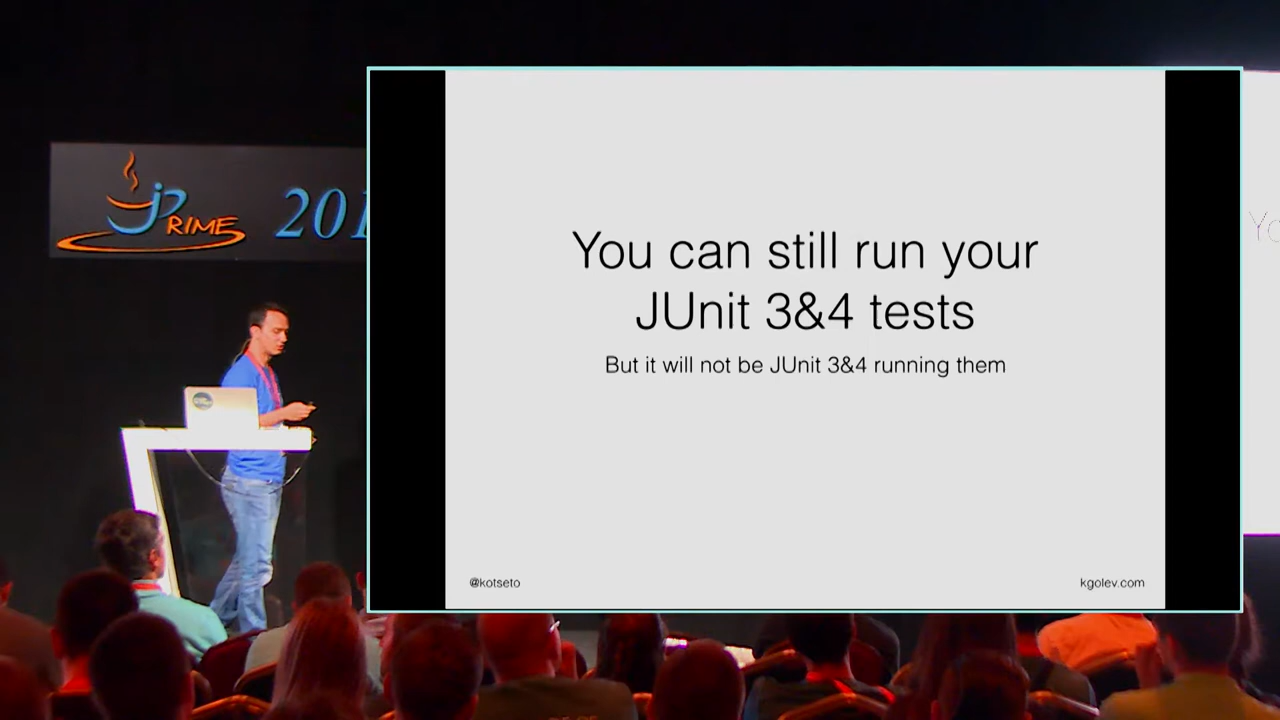 jPRIME 201
You can still run your
JUnit 3&4 tests
But it will not be JUnit 3&4 running them
@kotseto
kgolev.com
Yo